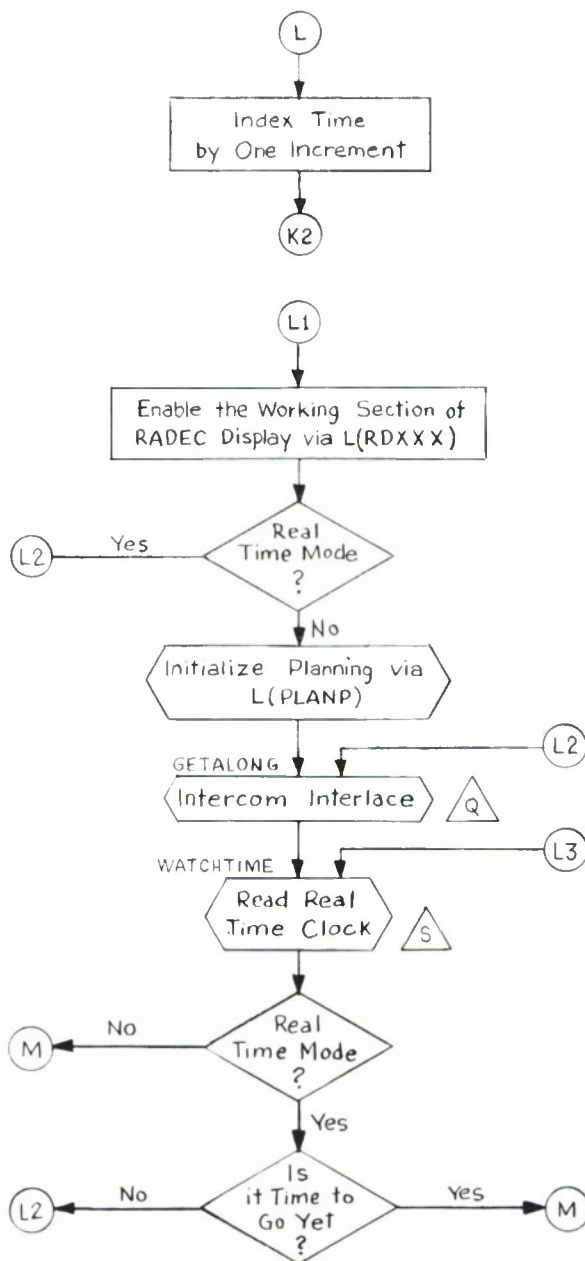 L
Index Time
by One Increment
K2
L1
Enable the Working Section of
RADEC Display via L(RDXXX)
Real
Time Mode
?
Yes
L2
No
Initialize Planning via
L(PLANP)
L2
GETALONG
Intercom Interlace
Q
L3
WATCHTIME
Read Real
Time Clock
S
Real
Time Mode
?
No
M
Yes
Is
it Time to
Go Yet
?
No
L2
Yes
M